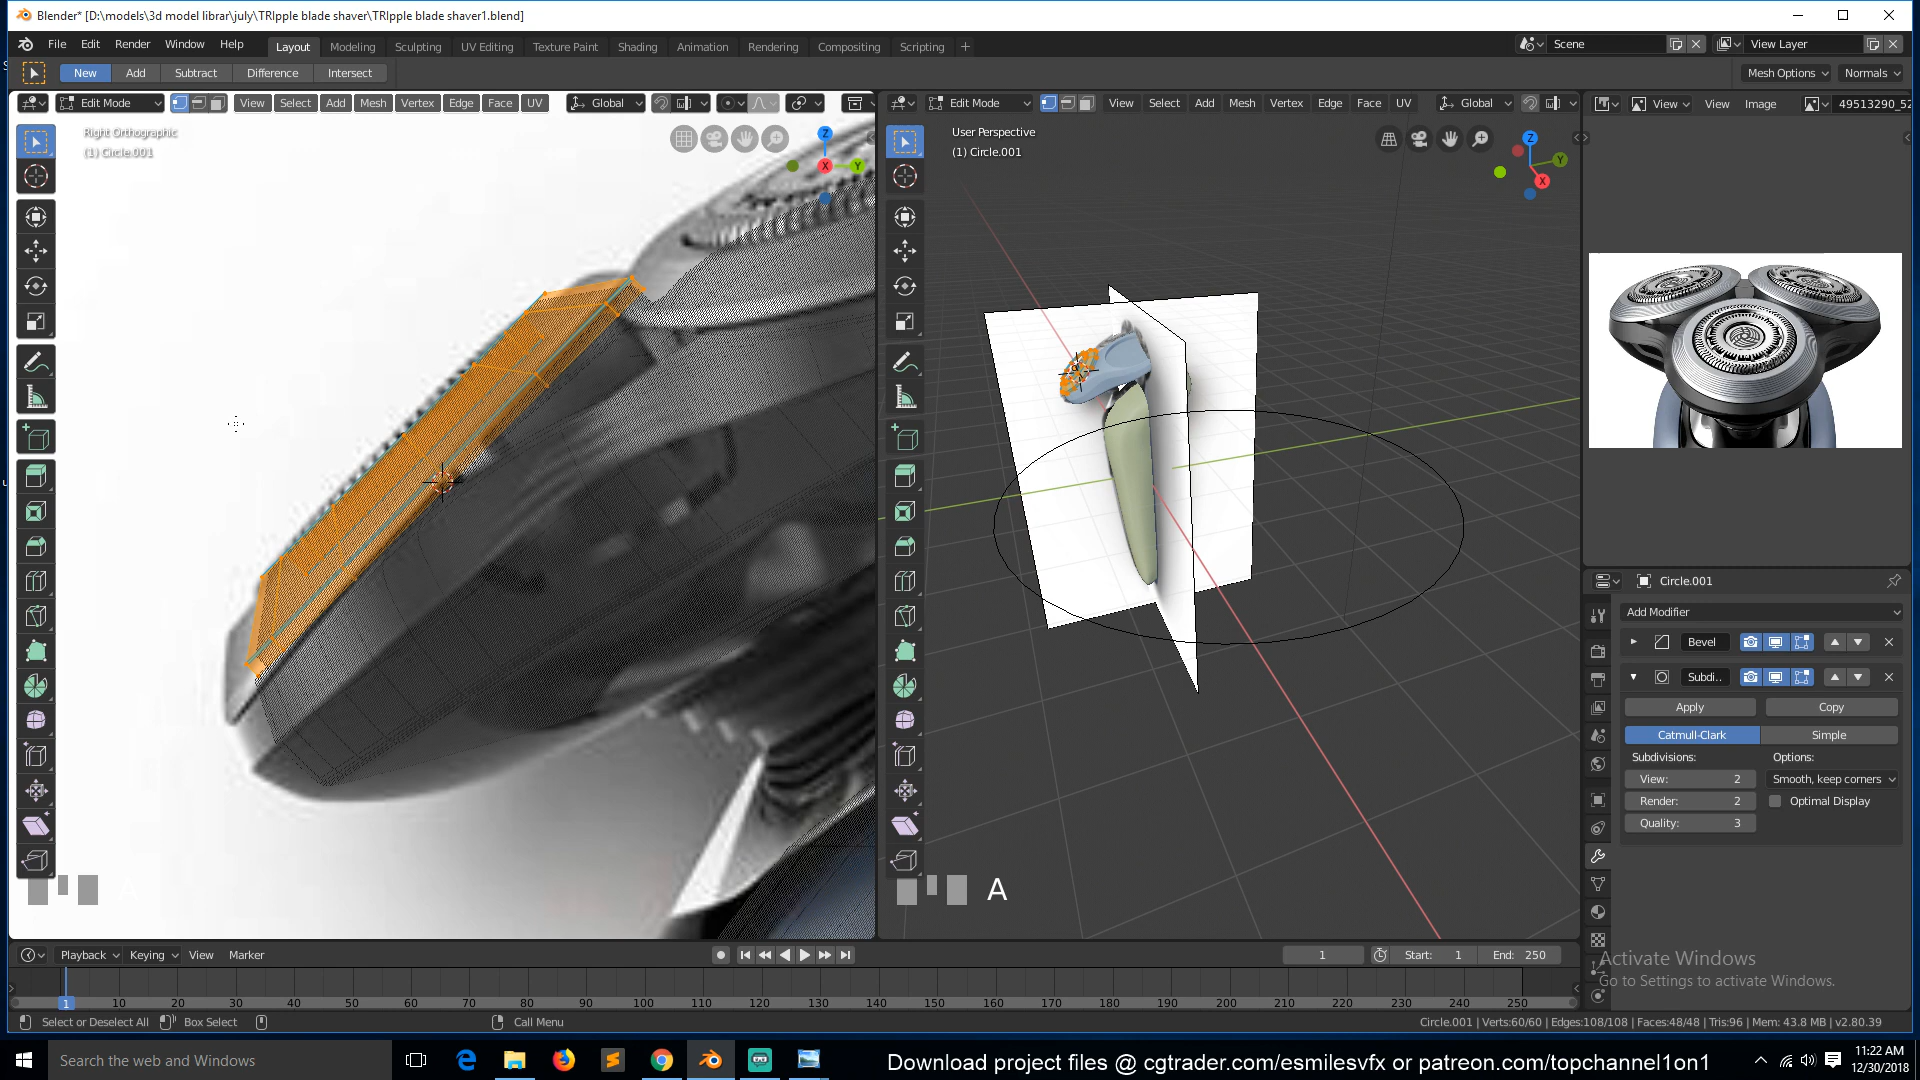 Blender* [D:\models\3d model librar\july\TRIpple blade shaver\TRIpple blade shaver1.blend]
File Edit Render Window Help Layout Modeling Sculpting UV Editing Texture Paint Shading Animation Rendering Compositing Scripting + Scene View Layer
New Add Subtract Difference Intersect Mesh Options Normals
Edit Mode View Select Add Mesh Vertex Edge Face UV Global Edit Mode View Select Add Mesh Vertex Edge Face UV Global View View Image 49513290_52
Right Orthographic
(1) Circle.001
Z
X
Y
User Perspective
(1) Circle.001
Z
Y
X
Circle.001
Add Modifier
Bevel
Subdi..
Apply Copy
Catmull-Clark Simple
Subdivisions: Options:
View: 2 Smooth, keep corners
Render: 2 Optimal Display
Quality: 3
A
A
Playback Keying View Marker 1 Start: 1 End: 250
1 10 20 30 40 50 60 70 80 90 100 110 120 130 140 150 160 170 180 190 200 210 220 230 240 250
Activate Windows
Go to Settings to activate Windows.
Select or Deselect All Box Select Call Menu Circle.001 | Verts:60/60 | Edges:108/108 | Faces:48/48 | Tris:96 | Mem: 43.8 MB | v2.80.39
Search the web and Windows
Download project files @ cgtrader.com/esmilesvfx or patreon.com/topchannel1on1
11:22 AM
12/30/2018